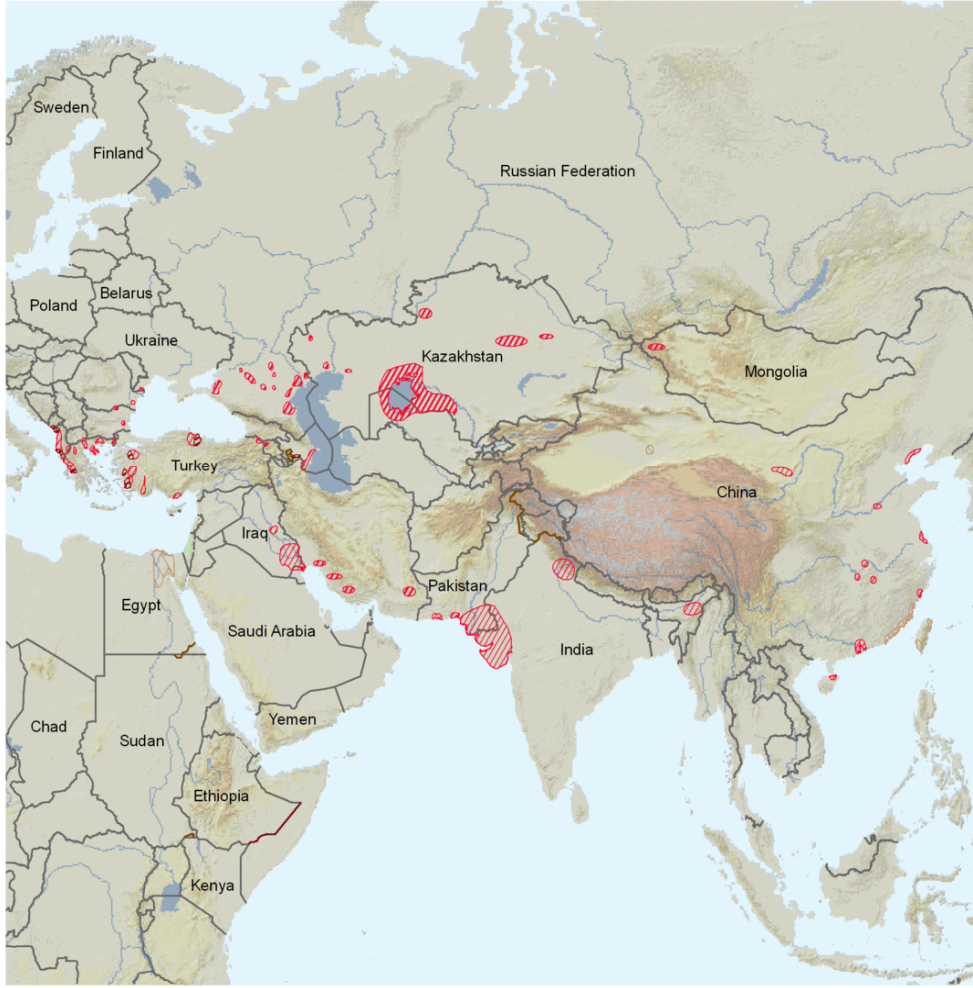 Sweden
Finland
Russian Federation
Belarus
Poland
Ukraine
Kazakhstan
Mongolia
Turkey
China
Iraq
Pakistan
Egypt
Saudi Arabia
India
Yemen
Chad
Sudan
Ethiopia
Kenya